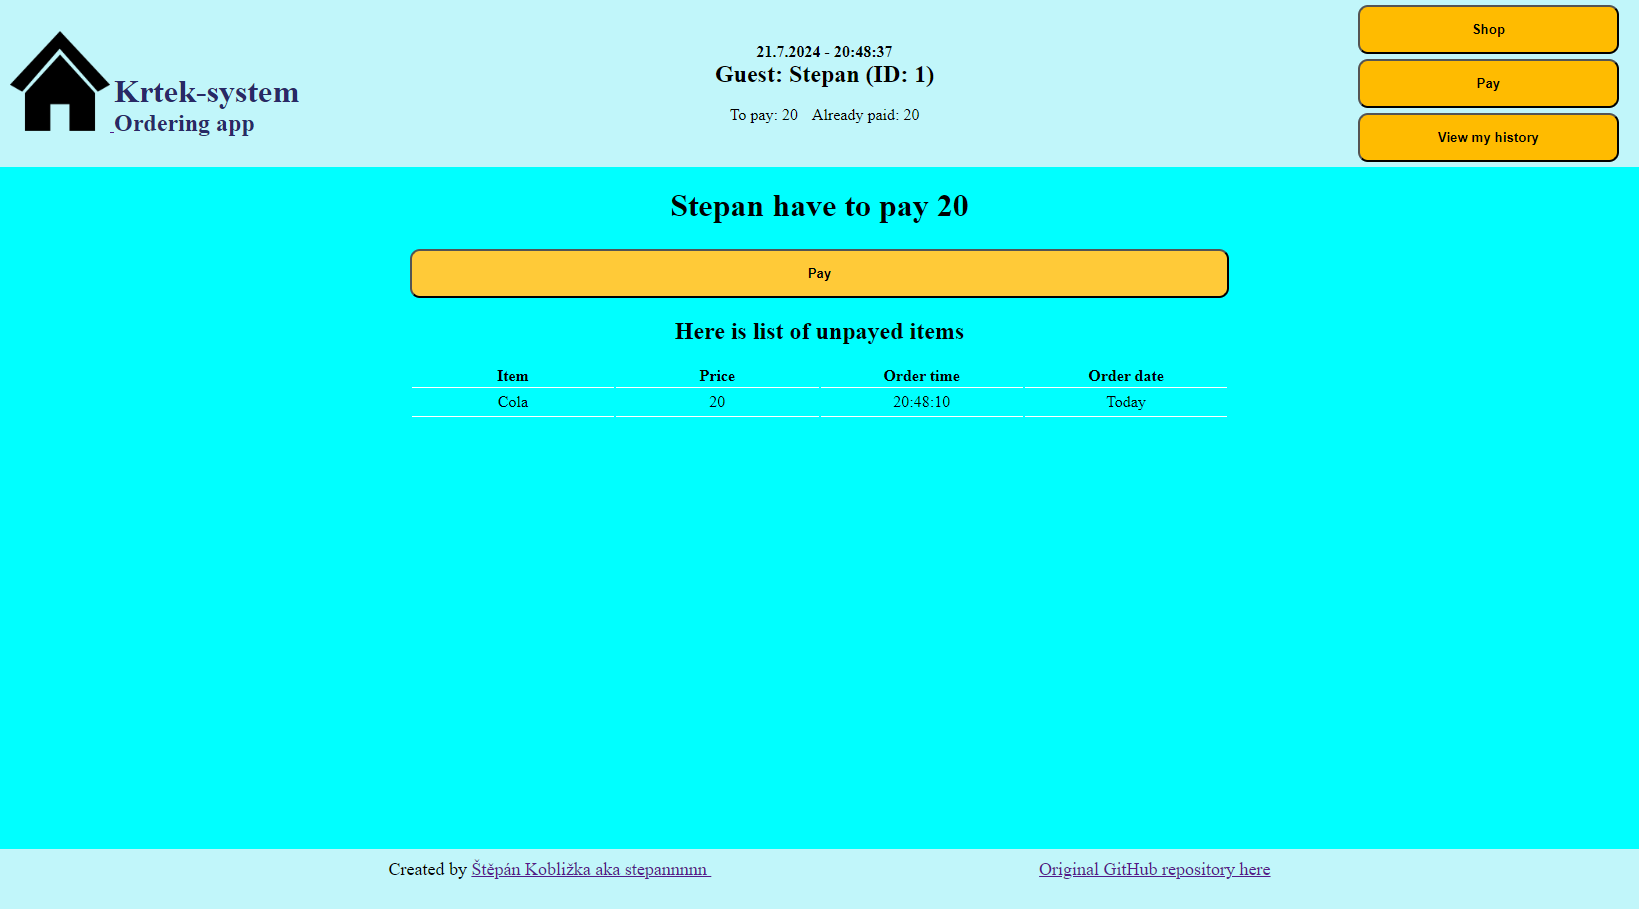 Krtek-system
Ordering app
21.7.2024 - 20:48:37
Guest: Stepan (ID: 1)
To pay: 20 Already paid: 20
Shop
Pay
View my history
Stepan have to pay 20
Pay
Here is list of unpayed items
Item Price Order time Order date
Cola 20 20:48:10 Today
Created by Štěpán Kobližka aka stepannnnn
Original GitHub repository here